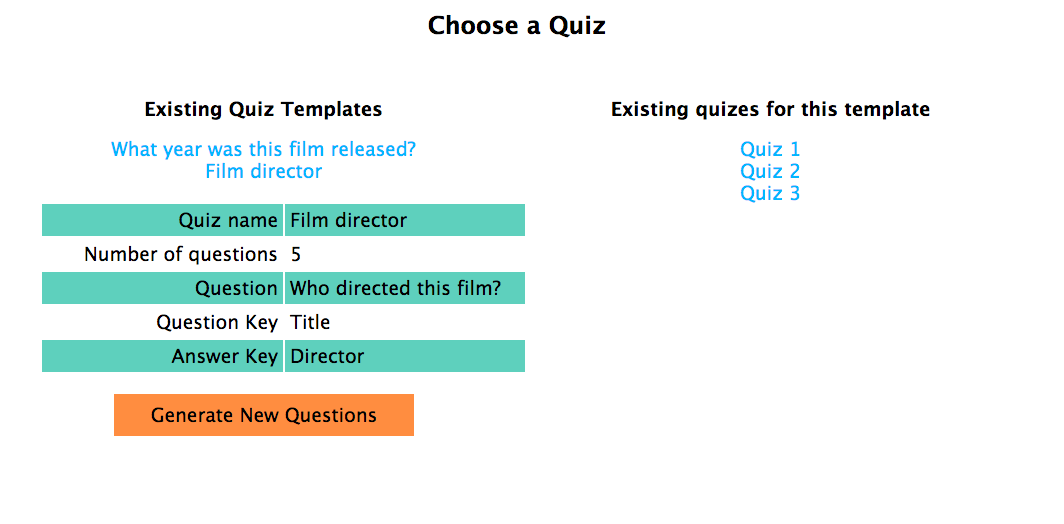 Choose a Quiz
Existing Quiz Templates
What year was this film released?
Film director
Quiz name Film director
Number of questions 5
Question Who directed this film?
Question Key Title
Answer Key Director
Generate New Questions
Existing quizes for this template
Quiz 1
Quiz 2
Quiz 3